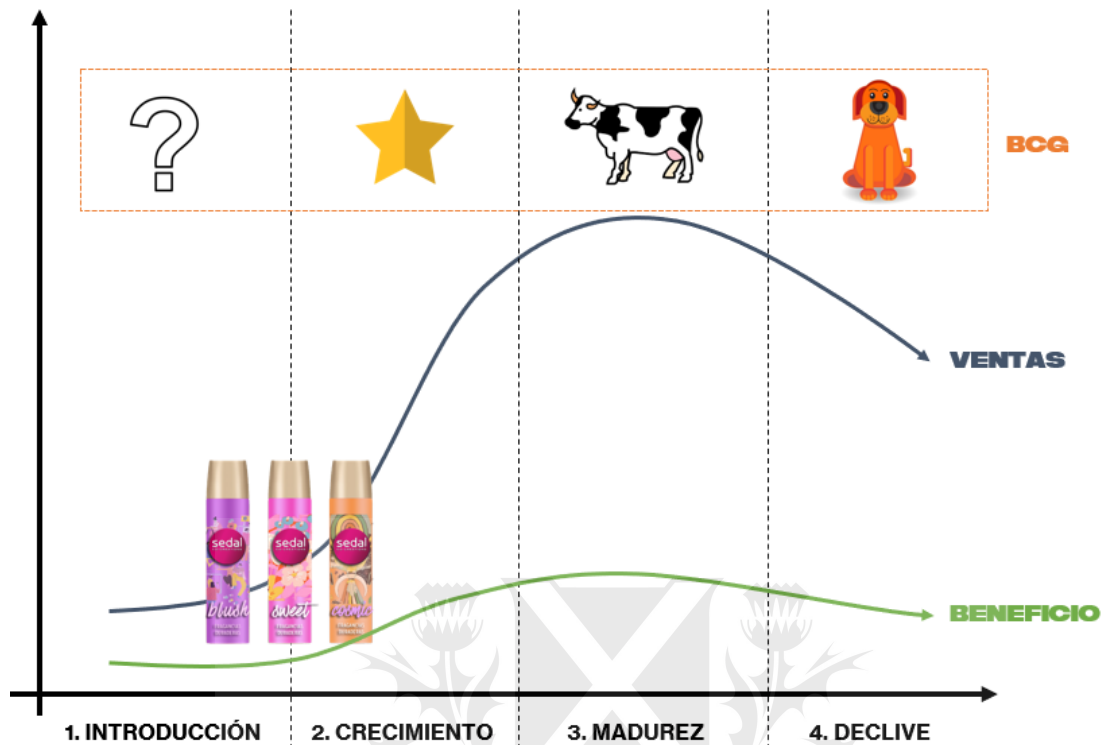 ?
BCG
VENTAS
sedal
blush
sedal
sweet
sedal
cosmic
BENEFICIO
1. INTRODUCCIÓN
2. CRECIMIENTO
3. MADUREZ
4. DECLIVE